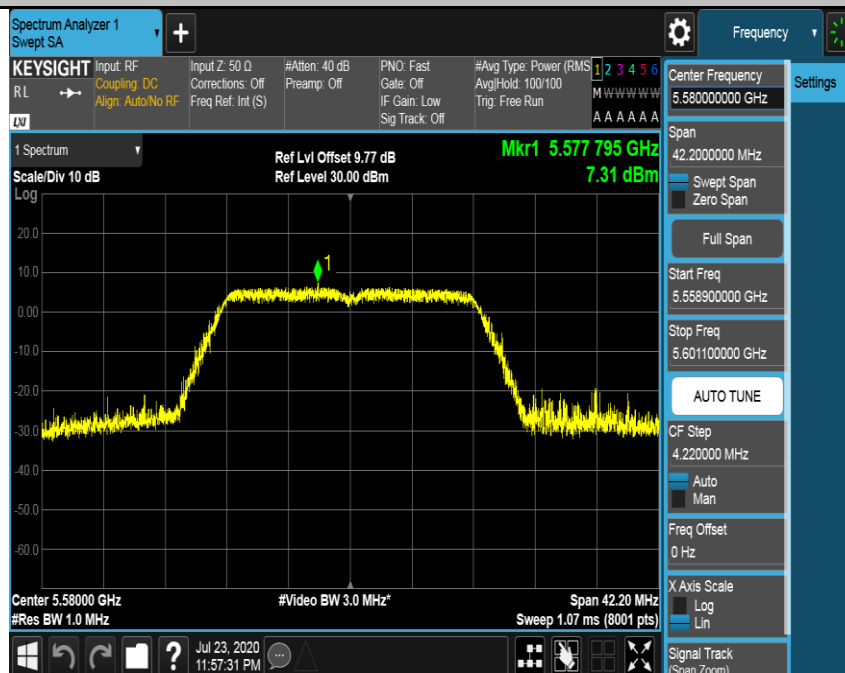 Spectrum Analyzer 1
Swept SA
+
Frequency
KEYSIGHT
RL
LXI
Input: RF
Coupling: DC
Align: Auto/No RF
Input Z: 50 Ω
Corrections: Off
Freq Ref: Int (S)
#Atten: 40 dB
Preamp: Off
PNO: Fast
Gate: Off
IF Gain: Low
Sig Track: Off
#Avg Type: Power (RMS
Avg|Hold: 100/100
Trig: Free Run
1 2 3 4 5 6
M W W W W W
A A A A A A
1 Spectrum
Scale/Div 10 dB
Log
Ref Lvl Offset 9.77 dB
Ref Level 30.00 dBm
Mkr1 5.577 795 GHz
7.31 dBm
20.0
10.0
0.00
-10.0
-20.0
-30.0
-40.0
-50.0
-60.0
1
Center 5.58000 GHz
#Res BW 1.0 MHz
#Video BW 3.0 MHz*
Span 42.20 MHz
Sweep 1.07 ms (8001 pts)
?
Jul 23, 2020
11:57:31 PM
Center Frequency
5.580000000 GHz
Span
42.2000000 MHz
Swept Span
Zero Span
Full Span
Start Freq
5.558900000 GHz
Stop Freq
5.601100000 GHz
AUTO TUNE
CF Step
4.220000 MHz
Auto
Man
Freq Offset
0 Hz
X Axis Scale
Log
Lin
Signal Track
(Span Zoom)
Settings